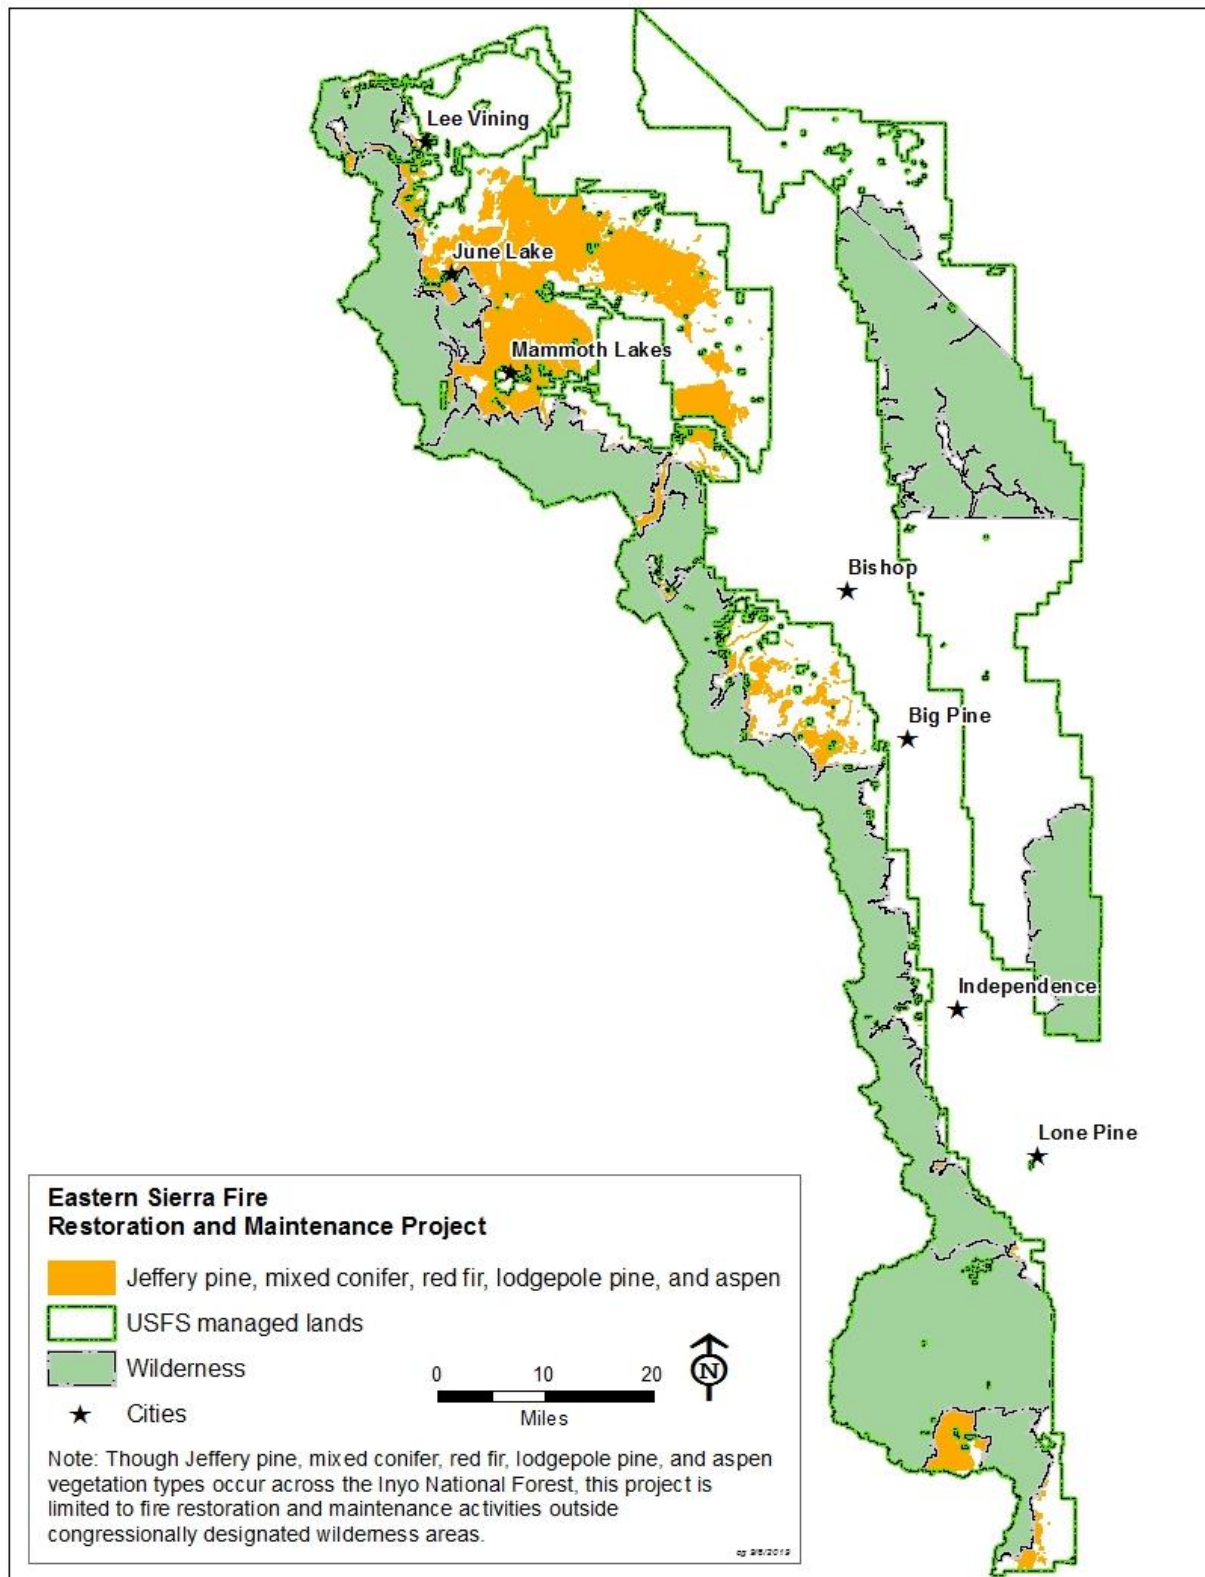 Lee Vining
June Lake
Mammoth Lakes
Bishop
Big Pine
Independence
Lone Pine
Eastern Sierra Fire
Restoration and Maintenance Project
Jeffery pine, mixed conifer, red fir, lodgepole pine, and aspen
USFS managed lands
Wilderness
Cities
0 10 20
Miles
N
Note: Though Jeffery pine, mixed conifer, red fir, lodgepole pine, and aspen
vegetation types occur across the Inyo National Forest, this project is
limited to fire restoration and maintenance activities outside
congressionally designated wilderness areas.